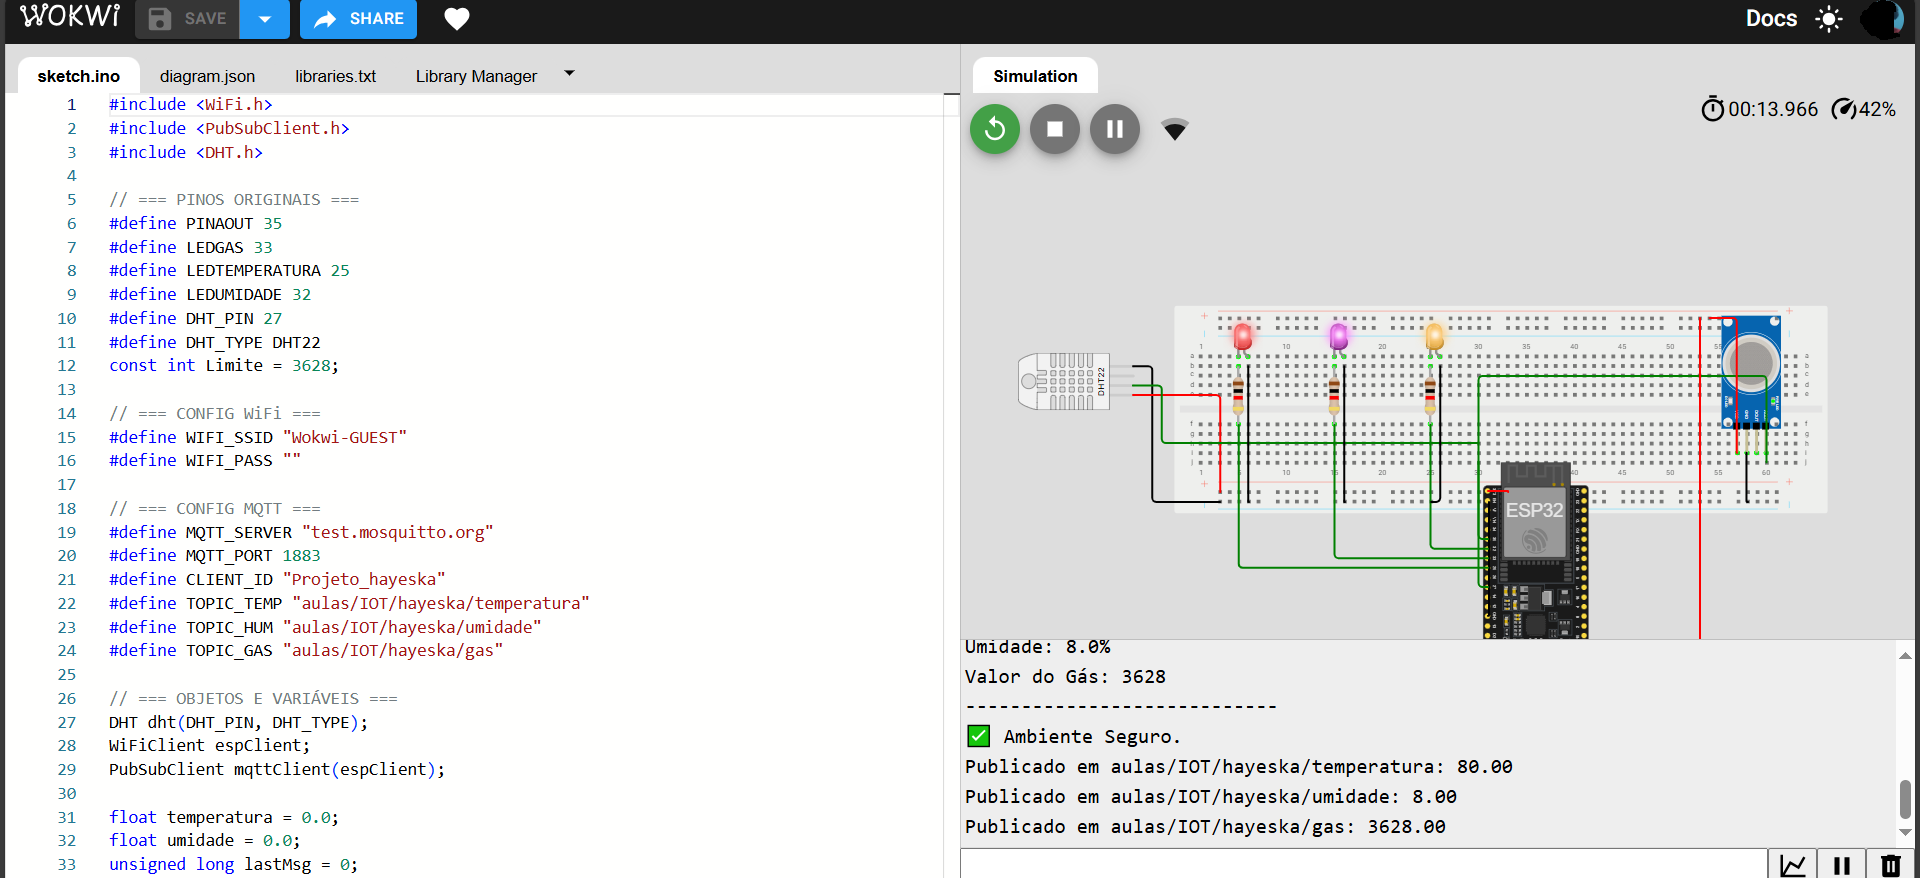 WOKWI
SAVE
SHARE
Docs
sketch.ino
diagram.json
libraries.txt
Library Manager
1 #include <WiFi.h>
2 #include <PubSubClient.h>
3 #include <DHT.h>
4
5 // === PINOS ORIGINAIS ===
6 #define PINAOUT 35
7 #define LEDGAS 33
8 #define LEDTEMPERATURA 25
9 #define LEDUMIDADE 32
10 #define DHT_PIN 27
11 #define DHT_TYPE DHT22
12 const int Limite = 3628;
13
14 // === CONFIG WiFi ===
15 #define WIFI_SSID "Wokwi-GUEST"
16 #define WIFI_PASS ""
17
18 // === CONFIG MQTT ===
19 #define MQTT_SERVER "test.mosquitto.org"
20 #define MQTT_PORT 1883
21 #define CLIENT_ID "Projeto_hayeska"
22 #define TOPIC_TEMP "aulas/IOT/hayeska/temperatura"
23 #define TOPIC_HUM "aulas/IOT/hayeska/umidade"
24 #define TOPIC_GAS "aulas/IOT/hayeska/gas"
25
26 // === OBJETOS E VARIÁVEIS ===
27 DHT dht(DHT_PIN, DHT_TYPE);
28 WiFiClient espClient;
29 PubSubClient mqttClient(espClient);
30
31 float temperatura = 0.0;
32 float umidade = 0.0;
33 unsigned long lastMsg = 0;
Simulation
00:13.966
42%
DHT22
ESP32
Umidade: 8.0%
Valor do Gás: 3628
----------------------------
✅ Ambiente Seguro.
Publicado em aulas/IOT/hayeska/temperatura: 80.00
Publicado em aulas/IOT/hayeska/umidade: 8.00
Publicado em aulas/IOT/hayeska/gas: 3628.00